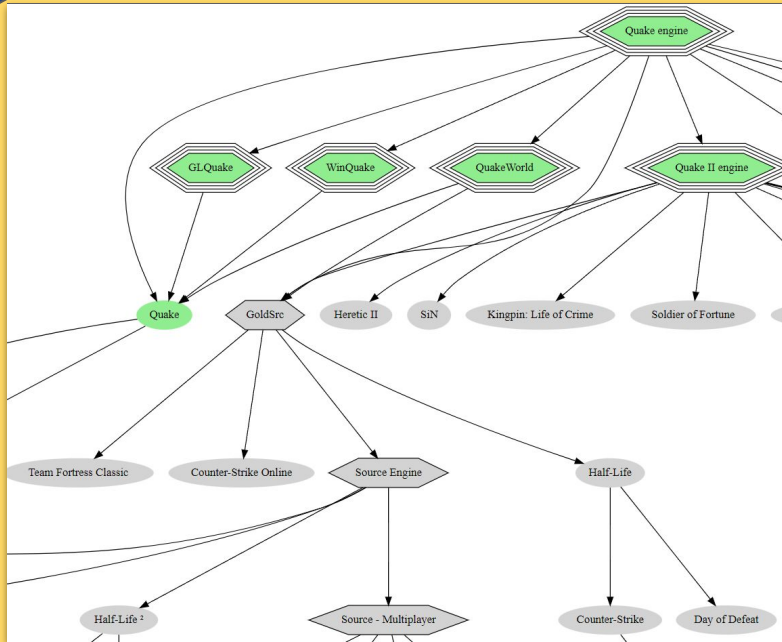 Quake engine
GLQuake
WinQuake
QuakeWorld
Quake II engine
Quake
GoldSrc
Heretic II
SiN
Kingpin: Life of Crime
Soldier of Fortune
Team Fortress Classic
Counter-Strike Online
Source Engine
Half-Life
Half-Life ²
Source - Multiplayer
Counter-Strike
Day of Defeat